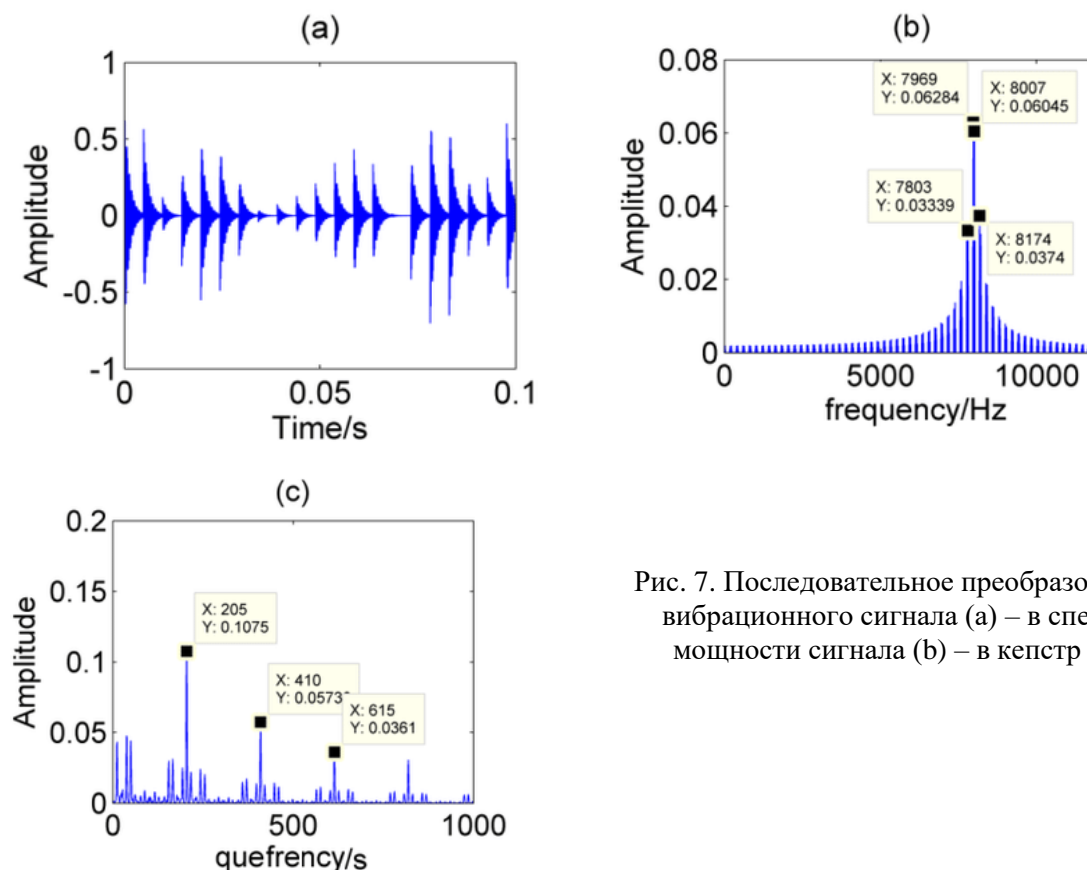 (a)
1
0.5
0
-0.5
-1
Amplitude
0
0.05
0.1
Time/s
(b)
0.08
0.06
0.04
0.02
0
Amplitude
X: 7969
Y: 0.06284
X: 8007
Y: 0.06045
X: 7803
Y: 0.03339
X: 8174
Y: 0.0374
0
5000
10000
frequency/Hz
(c)
0.2
0.15
0.1
0.05
0
Amplitude
X: 205
Y: 0.1075
X: 410
X: 615
Y: 0.0361
0
500
1000
quefrency/s
Рис. 7. Последовательное
вибрационного сигнала (a) – в
мощности сигнала (b) – в кепстр